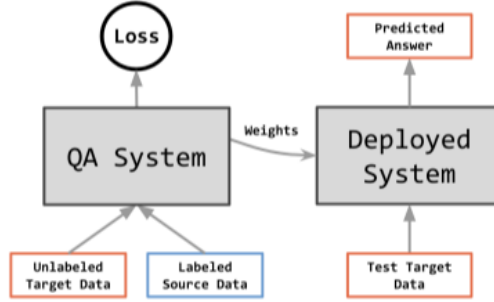 Loss
Predicted
Answer
QA System
Weights
Deployed
System
Unlabeled
Target Data
Labeled
Source Data
Test Target
Data